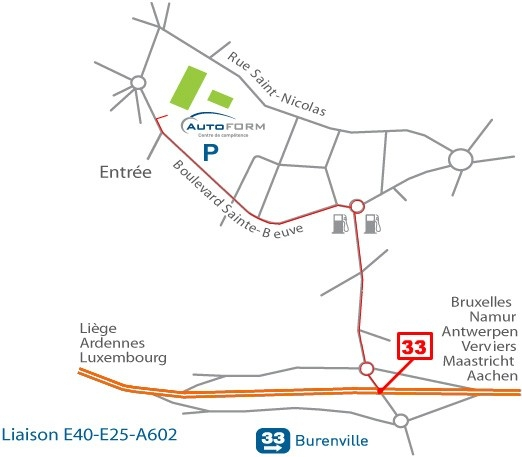 Rue Saint-Nicolas
AUTOFORM
Centre de compétence
P
Entrée
Boulevard Sainte-Beuve
Bruxelles
Namur
Antwerpen
Verviers
Maastricht
Aachen
33
Liège
Ardennes
Luxembourg
Liaison E40-E25-A602
33
Burenville